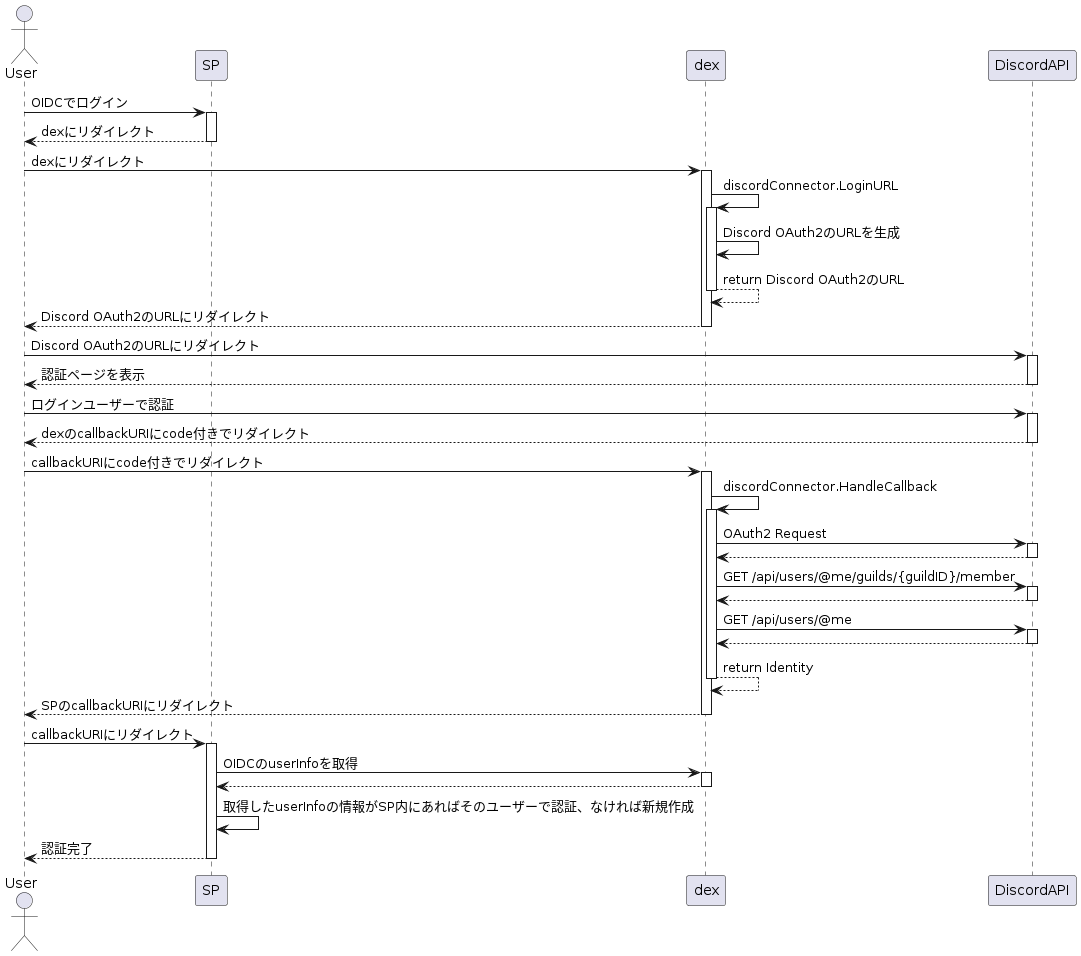 User
SP
dex
DiscordAPI
OIDCでログイン
dexにリダイレクト
dexにリダイレクト
discordConnector.LoginURL
Discord OAuth2のURLを生成
return Discord OAuth2のURL
Discord OAuth2のURLにリダイレクト
Discord OAuth2のURLにリダイレクト
認証ページを表示
ログインユーザーで認証
dexのcallbackURIにcode付きでリダイレクト
callbackURIにcode付きでリダイレクト
discordConnector.HandleCallback
OAuth2 Request
GET /api/users/@me/guilds/{guildID}/member
GET /api/users/@me
return Identity
SPのcallbackURIにリダイレクト
callbackURIにリダイレクト
OIDCのuserInfoを取得
取得したuserInfoの情報がSP内にあればそのユーザーで認証、なければ新規作成
認証完了
User
SP
dex
DiscordAPI